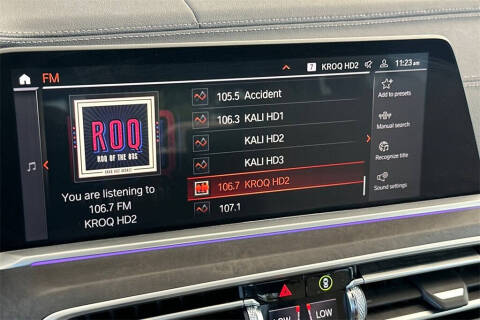 FM
7 KROQ HD2
11:23 am
105.5 Accident
106.3 KALI HD1
KALI HD2
KALI HD3
106.7 KROQ HD2
107.1
ROQ
ROQ OF THE 80S
You are listening to
106.7 FM
KROQ HD2
Add to presets
Manual search
Recognize title
Sound settings
LOW
LOW